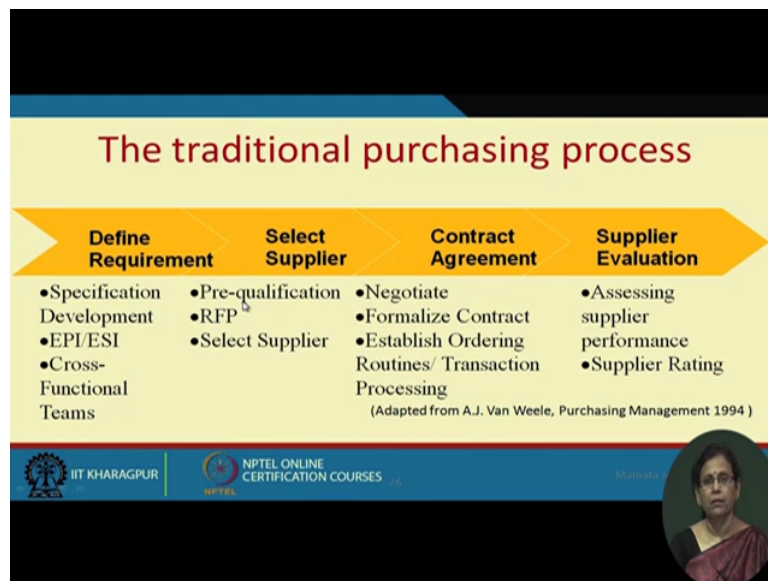 The traditional purchasing process
Define
Requirement
Select
Supplier
Contract
Agreement
Supplier
Evaluation
•Specification
Development
•EPI/ESI
•Cross-
Functional
Teams
•Pre-qualification
•RFP
•Select Supplier
•Negotiate
•Formalize Contract
•Establish Ordering
Routines/ Transaction
Processing
•Assessing
supplier
performance
•Supplier Rating
(Adapted from A.J. Van Weele, Purchasing Management 1994 )
IIT KHARAGPUR
NPTEL
NPTEL ONLINE
CERTIFICATION COURSES
26
Mamata